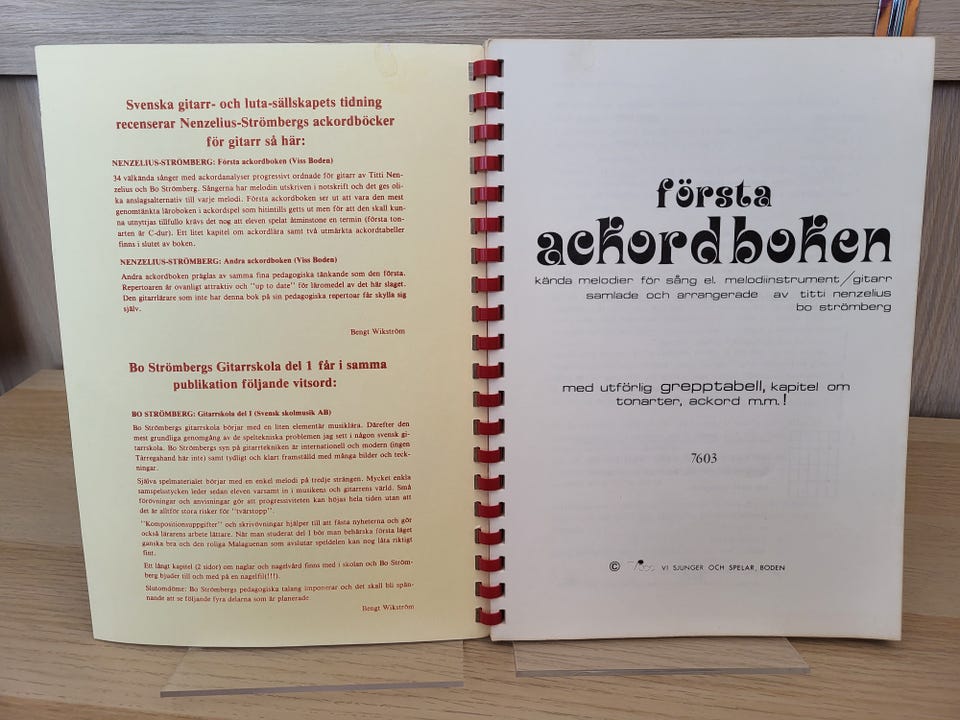 Svenska gitarr- och luta-sällskapets tidning
recenserar Nenzelius-Strömbergs ackordböcker
för gitarr så här:
NENZELIUS-STRÖMBERG: Första ackordboken (Viss Boden)
34 välkända sånger med ackordanalyser progressivt ordnade för gitarr av Titti Nen-
zelius och Bo Strömberg. Sångerna har melodin utskriven i notskrift och det ges oli-
ka anslagsalternativ till varje melodi. Första ackordboken ser ut att vara den mest
genomtänkta läroboken i ackordspel som hitintills getts ut men för att den skall kun-
na utnyttjas tillfullo krävs det nog att eleven spelat åtminstone en termin (första ton-
arten är C-dur). Ett litet kapitel om ackordlära samt två utmärkta ackordtabeller
finns i slutet av boken.
NENZELIUS-STRÖMBERG: Andra ackordboken (Viss Boden)
Andra ackordboken präglas av samma fina pedagogiska tänkande som den första.
Repertoaren är ovanligt attraktiv och "up to date" för läromedel av det här slaget.
Den gitarrlärare som inte har denna bok på sin pedagogiska repertoar får skylla sig
själv.
Bengt Wikström
Bo Strömbergs Gitarrskola del 1 får i samma
publikation följande vitsord:
BO STRÖMBERG: Gitarrskola del I (Svensk skolmusik AB)
Bo Strömbergs gitarrskola börjar med en liten elementär musiklära. Därefter den
mest grundliga genomgång av de speltekniska problemen jag sett i någon svensk gi-
tarrskola. Bo Strömbergs syn på gitarrtekniken är internationell och modern (ingen
Tärregahand här inte) samt tydligt och klart framställd med många bilder och teck-
ningar.
Själva spelmaterialet börjar med en enkel melodi på tredje strängen. Mycket enkla
samspelsstycken leder sedan eleven varsamt in i musikens och gitarrens värld. Små
förövningar och anvisningar gör att progressiviteten kan höjas hela tiden utan att
det är alltför stora risker för "tvärstopp".
"Kompositionsuppgifter" och skrivövningar hjälper till att fästa nyheterna och gör
också lärarens arbete lättare. När man studerat del I bör man behärska första läget
ganska bra och den roliga Malaguenan som avslutar speldelen kan nog låta riktigt
fint.
Ett långt kapitel (2 sidor) om naglar och nagelvård finns med i skolan och Bo Ström-
berg bjuder till och med på en nagelfil(!!!).
Slutomdöme: Bo Strömbergs pedagogiska talang imponerar och det skall bli spän-
nande att se följande fyra delarna som är planerade.
Bengt Wikström
första
ackordboken
kända melodier för sång el. melodiinstrument/gitarr
samlade och arrangerade av titti nenzelius
bo strömberg
med utförlig grepptabell, kapitel om
tonarter, ackord m.m.!
7603
© VI SJUNGER OCH SPELAR, BODEN